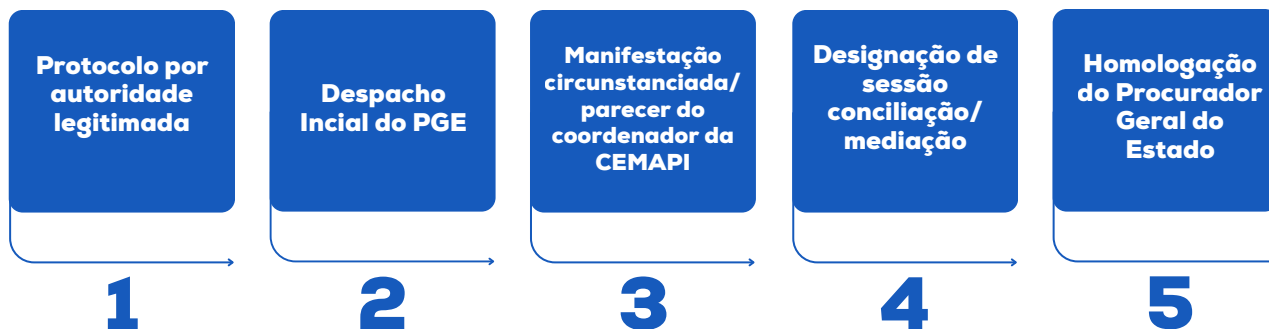 Protocolo por
autoridade
legitimada
Despacho
Incial do PGE
Manifestação
circunstanciada/
parecer do
coordenador da
CEMAPI
Designação de
sessão
conciliação/
mediação
Homologação
do Procurador
Geral do
Estado
1
2
3
4
5